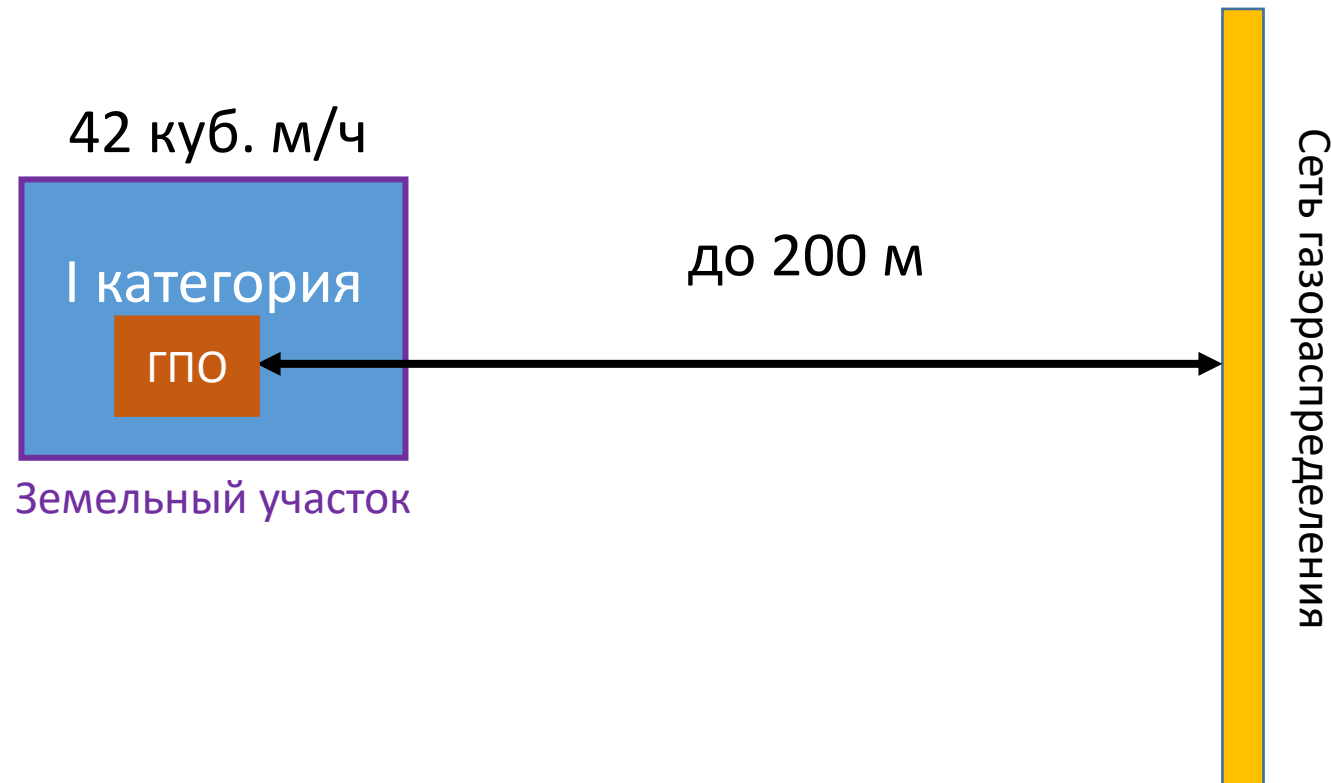 42 куб. м/ч
I категория
ГПО
Земельный участок
до 200 м
Сеть газораспределения